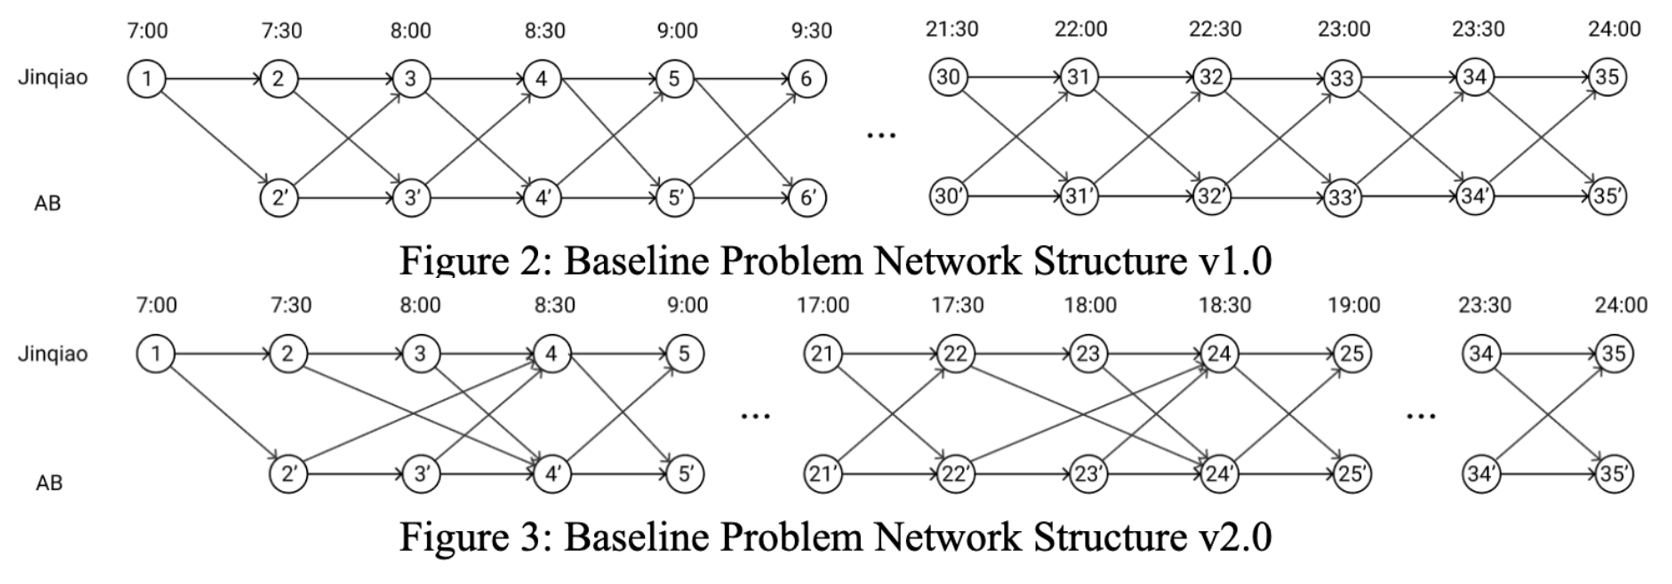 7:00 7:30 8:00 8:30 9:00 9:30 21:30 22:00 22:30 23:00 23:30 24:00
Jinqiao 1 2 3 4 5 6 30 31 32 33 34 35
...
AB 2' 3' 4' 5' 6' 30' 31' 32' 33' 34' 35'
Figure 2: Baseline Problem Network Structure v1.0
7:00 7:30 8:00 8:30 9:00 17:00 17:30 18:00 18:30 19:00 23:30 24:00
Jinqiao 1 2 3 4 5 21 22 23 24 25 34 35
... ...
AB 2' 3' 4' 5' 21' 22' 23' 24' 25' 34' 35'
Figure 3: Baseline Problem Network Structure v2.0